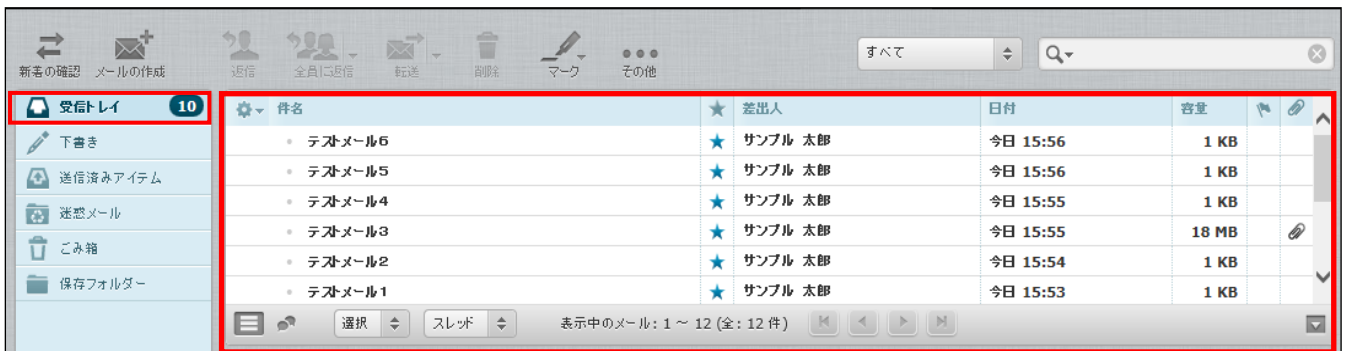 新着の確認 メールの作成 返信 全員に返信 転送 削除 マーク その他 すべて
受信トレイ 10
下書き
送信済みアイテム
迷惑メール
ごみ箱
保存フォルダー
件名 差出人 日付 容量
テストメール6 サンプル 太郎 今日 15:56 1 KB
テストメール5 サンプル 太郎 今日 15:56 1 KB
テストメール4 サンプル 太郎 今日 15:55 1 KB
テストメール3 サンプル 太郎 今日 15:55 18 MB
テストメール2 サンプル 太郎 今日 15:54 1 KB
テストメール1 サンプル 太郎 今日 15:53 1 KB
選択 スレッド 表示中のメール: 1 ~ 12 (全: 12 件)